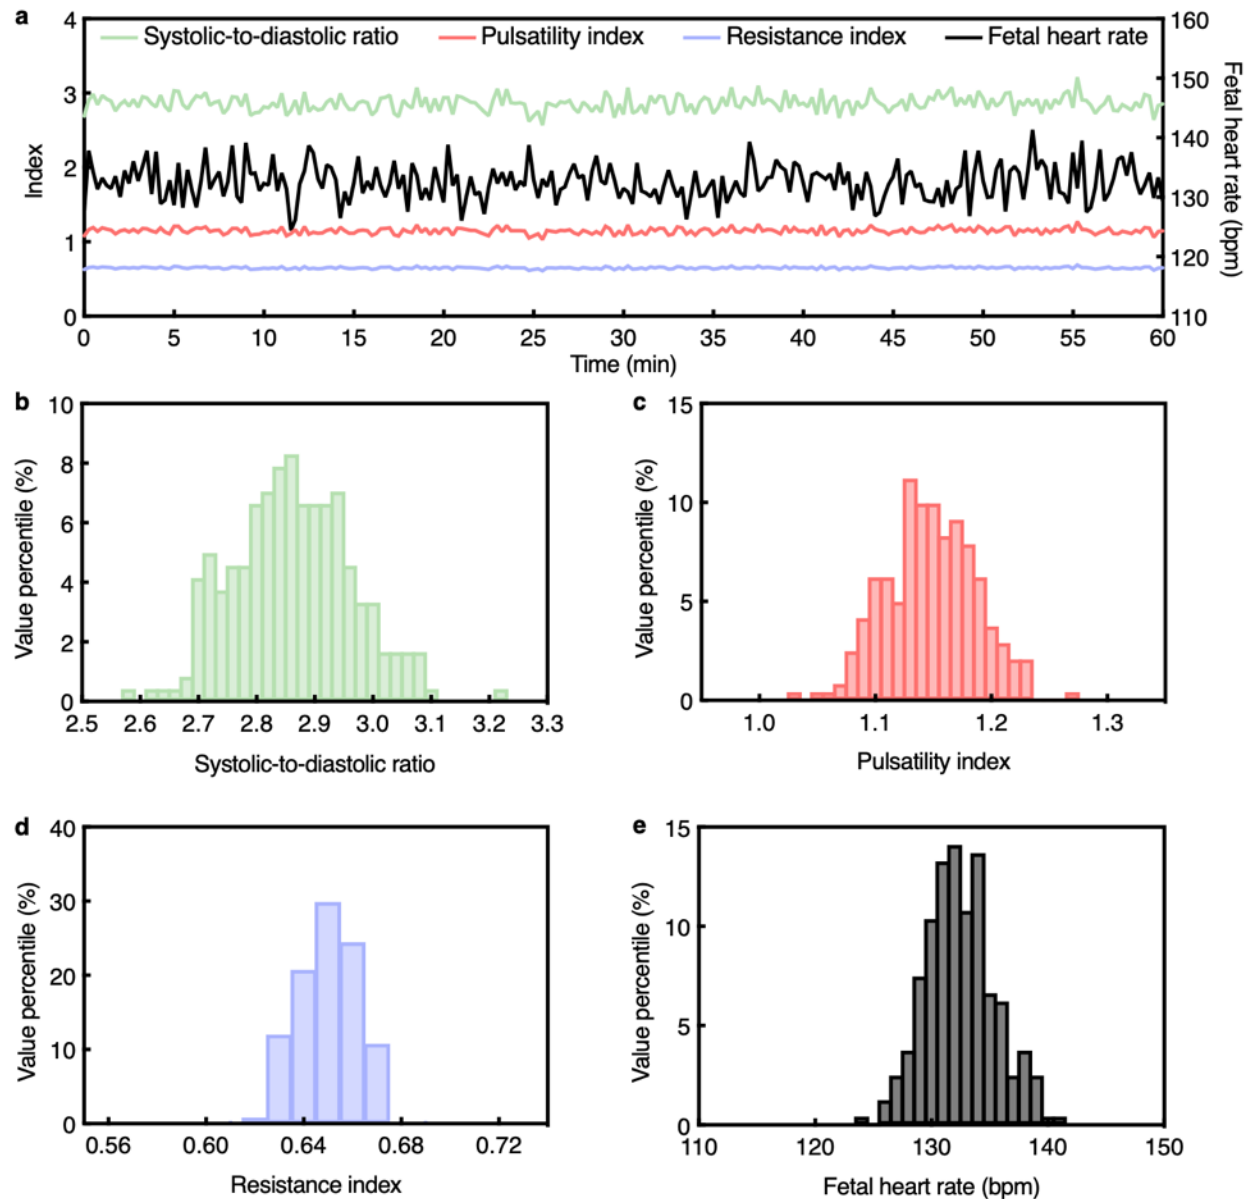 a
Systolic-to-diastolic ratio Pulsatility index Resistance index Fetal heart rate
Index
4
3
2
1
0
160
150
140
130
120
110
Fetal heart rate (bpm)
0 5 10 15 20 25 30 35 40 45 50 55 60
Time (min)
b
Value percentile (%)
10
8
6
4
2
0
2.5 2.6 2.7 2.8 2.9 3.0 3.1 3.2 3.3
Systolic-to-diastolic ratio
c
Value percentile (%)
15
10
5
0
1.0 1.1 1.2 1.3
Pulsatility index
d
Value percentile (%)
40
30
20
10
0
0.56 0.60 0.64 0.68 0.72
Resistance index
e
Value percentile (%)
15
10
5
0
110 120 130 140 150
Fetal heart rate (bpm)